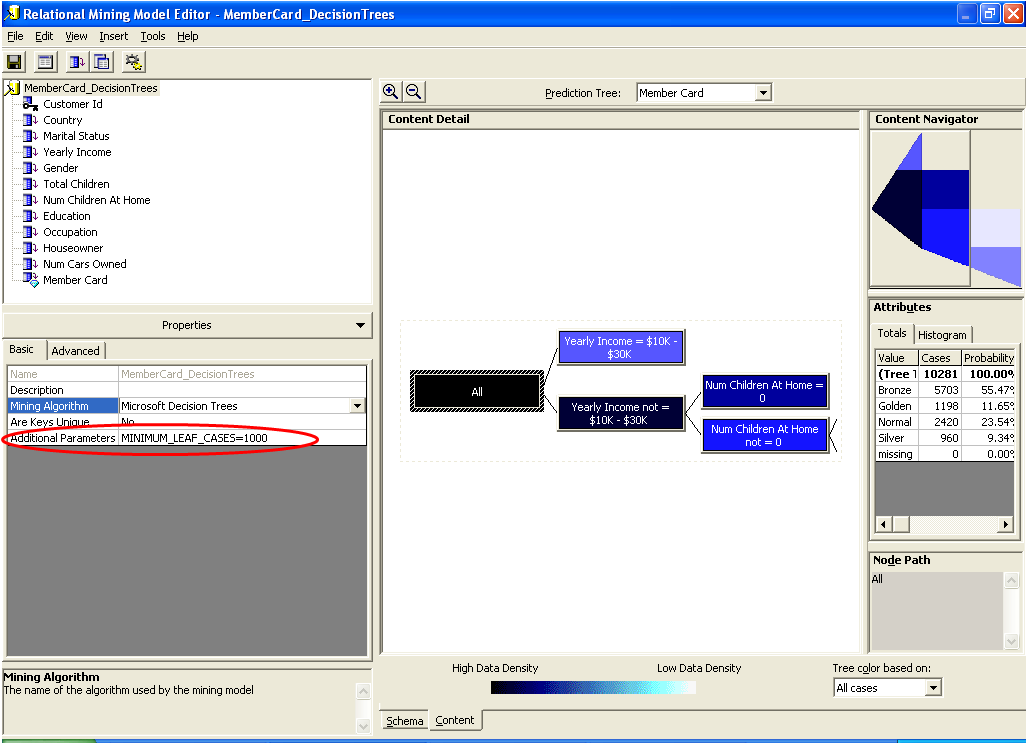 Relational Mining Model Editor - MemberCard_DecisionTrees
File Edit View Insert Tools Help
MemberCard_DecisionTrees
Customer Id
Country
Marital Status
Yearly Income
Gender
Total Children
Num Children At Home
Education
Occupation
Houseowner
Num Cars Owned
Member Card
Properties
Basic Advanced
Name MemberCard_DecisionTrees
Description
Mining Algorithm Microsoft Decision Trees
Are Keys Unique No
Additional Parameters MINIMUM_LEAF_CASES=1000
Mining Algorithm
The name of the algorithm used by the mining model
Prediction Tree: Member Card
Content Detail
All
Yearly Income = $10K -
$30K
Yearly Income not =
$10K - $30K
Num Children At Home =
0
Num Children At Home
not = 0
High Data Density Low Data Density
Schema Content
Content Navigator
Attributes
Totals Histogram
Value Cases Probability
(Tree T 10281 100.00%
Bronze 5703 55.47%
Golden 1198 11.65%
Normal 2420 23.54%
Silver 960 9.34%
missing 0 0.00%
Node Path
All
Tree color based on:
All cases